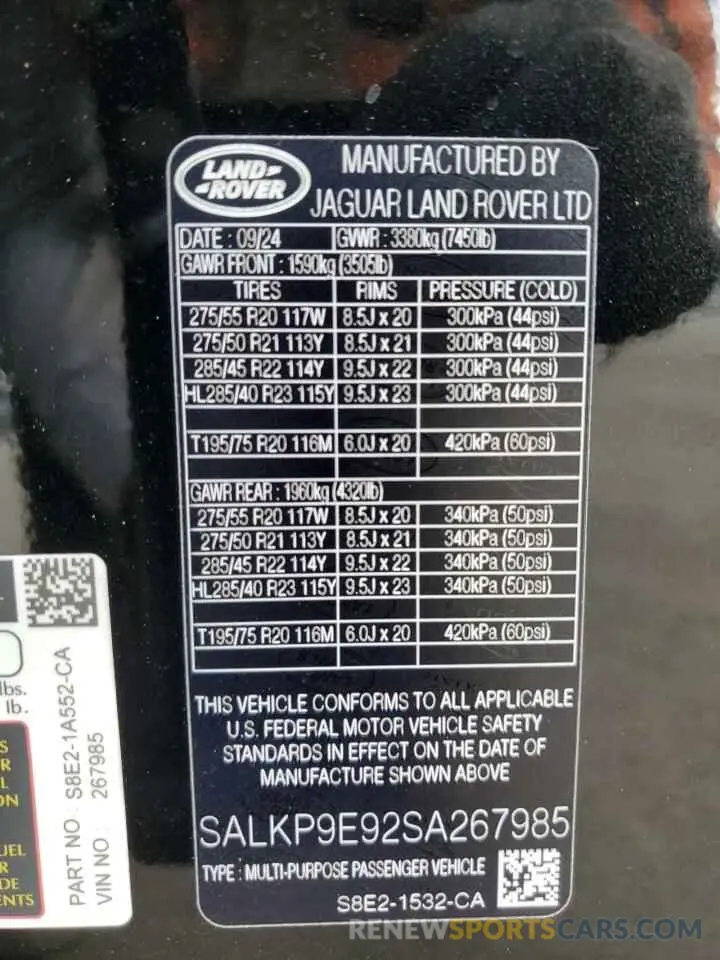 LAND ROVER
MANUFACTURED BY
JAGUAR LAND ROVER LTD
DATE : 09/24 GVWR : 3380kg (7450lb)
GAWR FRONT : 1590kg (3505lb)
TIRES RIMS PRESSURE (COLD)
275/55 R20 117W 8.5J x 20 300kPa (44psi)
275/50 R21 113Y 8.5J x 21 300kPa (44psi)
285/45 R22 114Y 9.5J x 22 300kPa (44psi)
HL285/40 R23 115Y 9.5J x 23 300kPa (44psi)
T195/75 R20 116M 6.0J x 20 420kPa (60psi)
GAWR REAR : 1960kg (4320lb)
275/55 R20 117W 8.5J x 20 340kPa (50psi)
275/50 R21 113Y 8.5J x 21 340kPa (50psi)
285/45 R22 114Y 9.5J x 22 340kPa (50psi)
HL285/40 R23 115Y 9.5J x 23 340kPa (50psi)
T195/75 R20 116M 6.0J x 20 420kPa (60psi)
THIS VEHICLE CONFORMS TO ALL APPLICABLE
U.S. FEDERAL MOTOR VEHICLE SAFETY
STANDARDS IN EFFECT ON THE DATE OF
MANUFACTURE SHOWN ABOVE
SALKP9E92SA267985
TYPE : MULTI-PURPOSE PASSENGER VEHICLE
S8E2-1532-CA
lbs.
lb.
PART NO : S8E2-1A552-CA
VIN NO : 267985
RENEWSPORTSCARS.COM